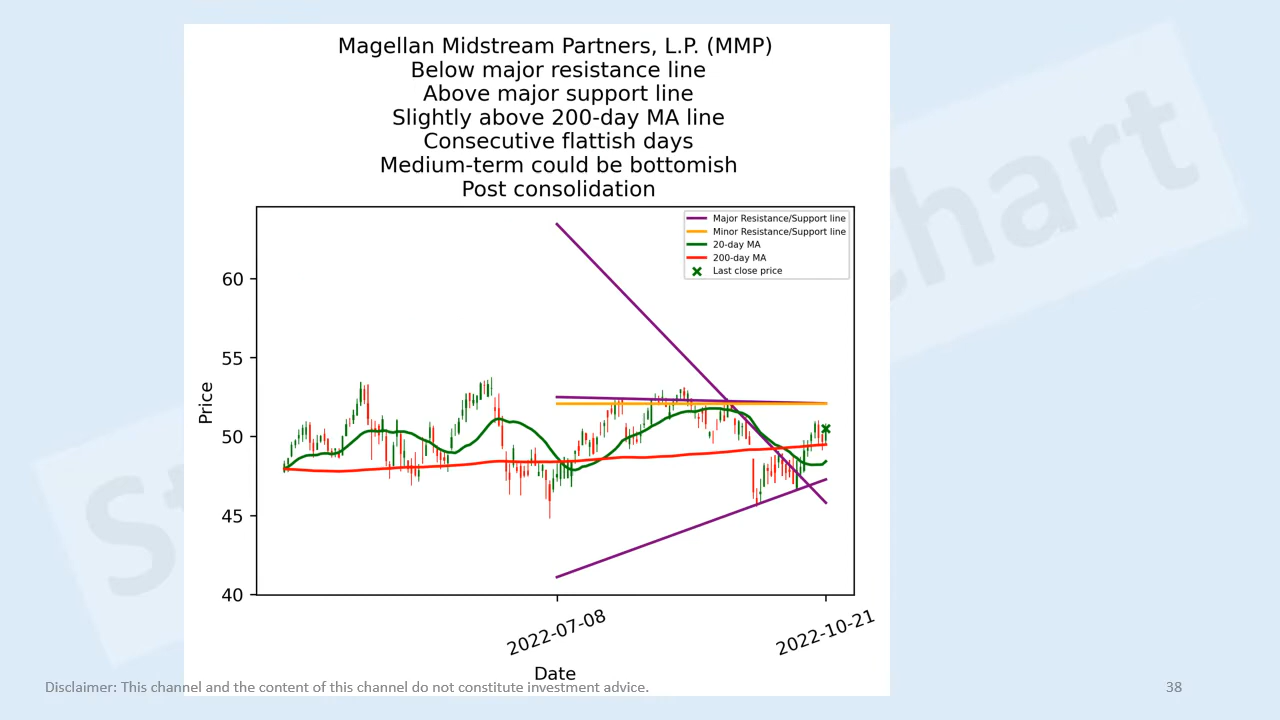 Magellan Midstream Partners, L.P. (MMP)
Below major resistance line
Above major support line
Slightly above 200-day MA line
Consecutive flattish days
Medium-term could be bottomish
Post consolidation
Major Resistance/Support line
Minor Resistance/Support line
20-day MA
200-day MA
Last close price
60
55
50
45
40
Price
2022-07-08
2022-10-21
Date
Disclaimer: This channel and the content of this channel do not constitute investment advice.
38
St
chart